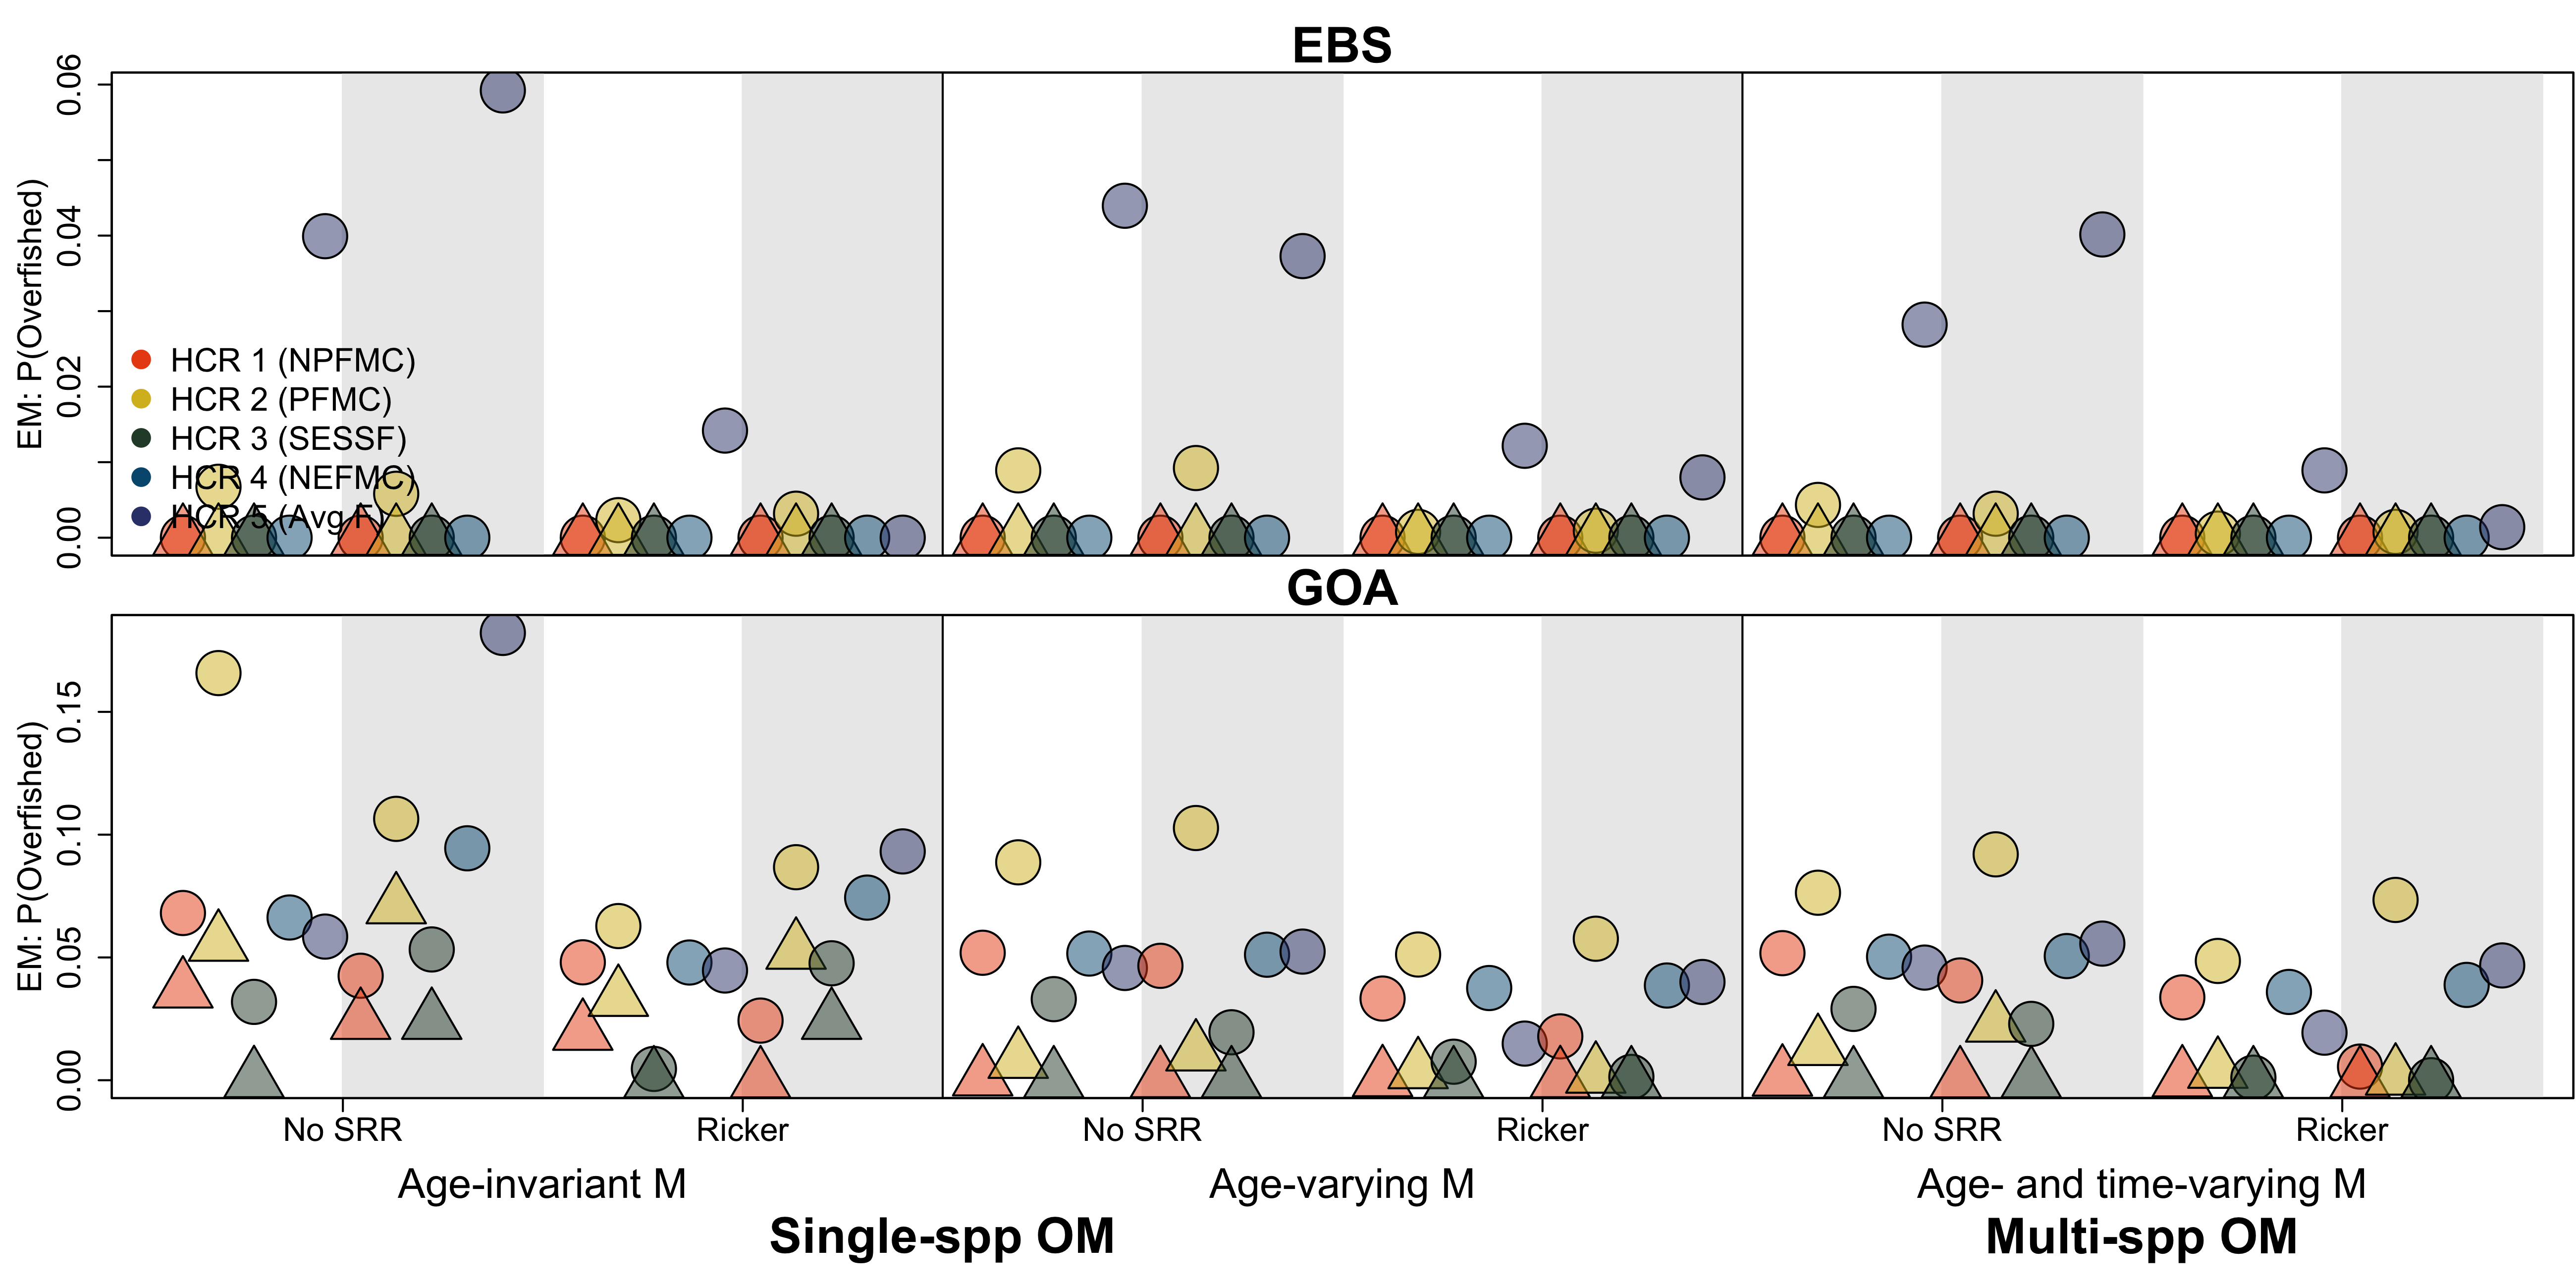 EBS
EM: P(Overfished)
0.06
0.04
0.02
0.00
HCR 1 (NPFMC)
HCR 2 (PFMC)
HCR 3 (SESSF)
HCR 4 (NEFMC)
HCR 5 (Avg F)
GOA
EM: P(Overfished)
0.15
0.10
0.05
0.00
No SRR Ricker No SRR Ricker No SRR Ricker
Age-invariant M Age-varying M Age- and time-varying M
Single-spp OM Multi-spp OM